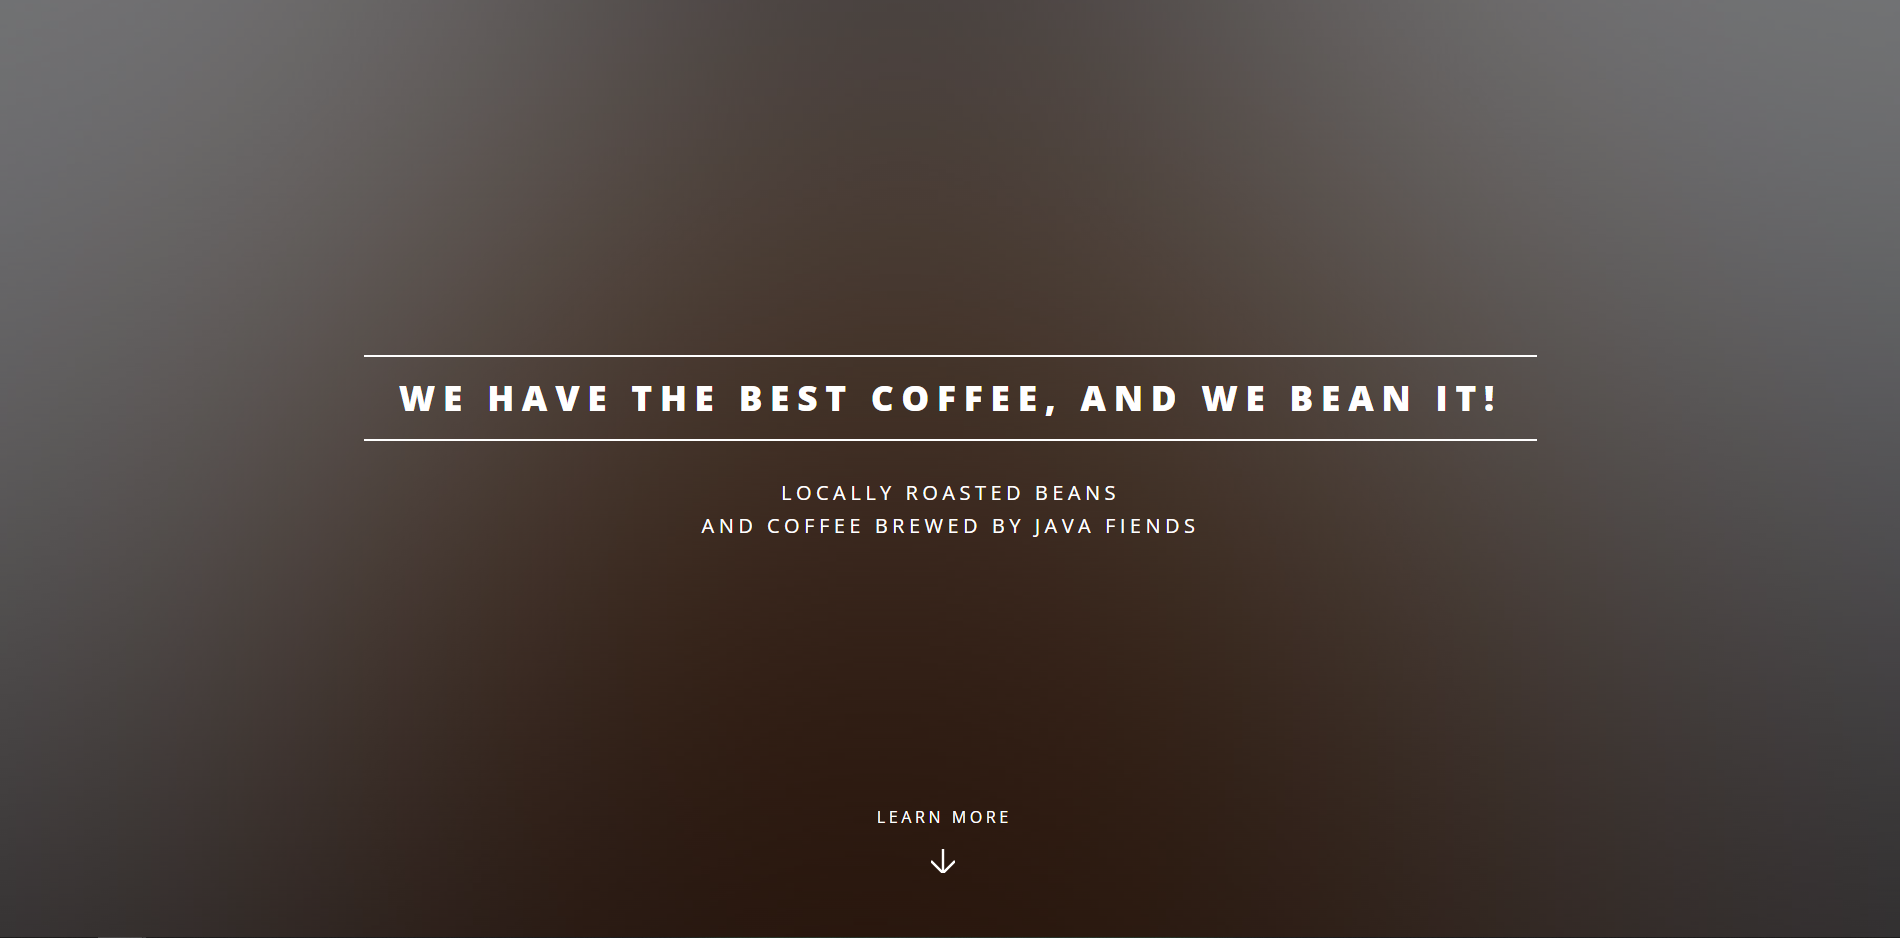 WE HAVE THE BEST COFFEE, AND WE BEAN IT!
LOCALLY ROASTED BEANS
AND COFFEE BREWED BY JAVA FIENDS
LEARN MORE